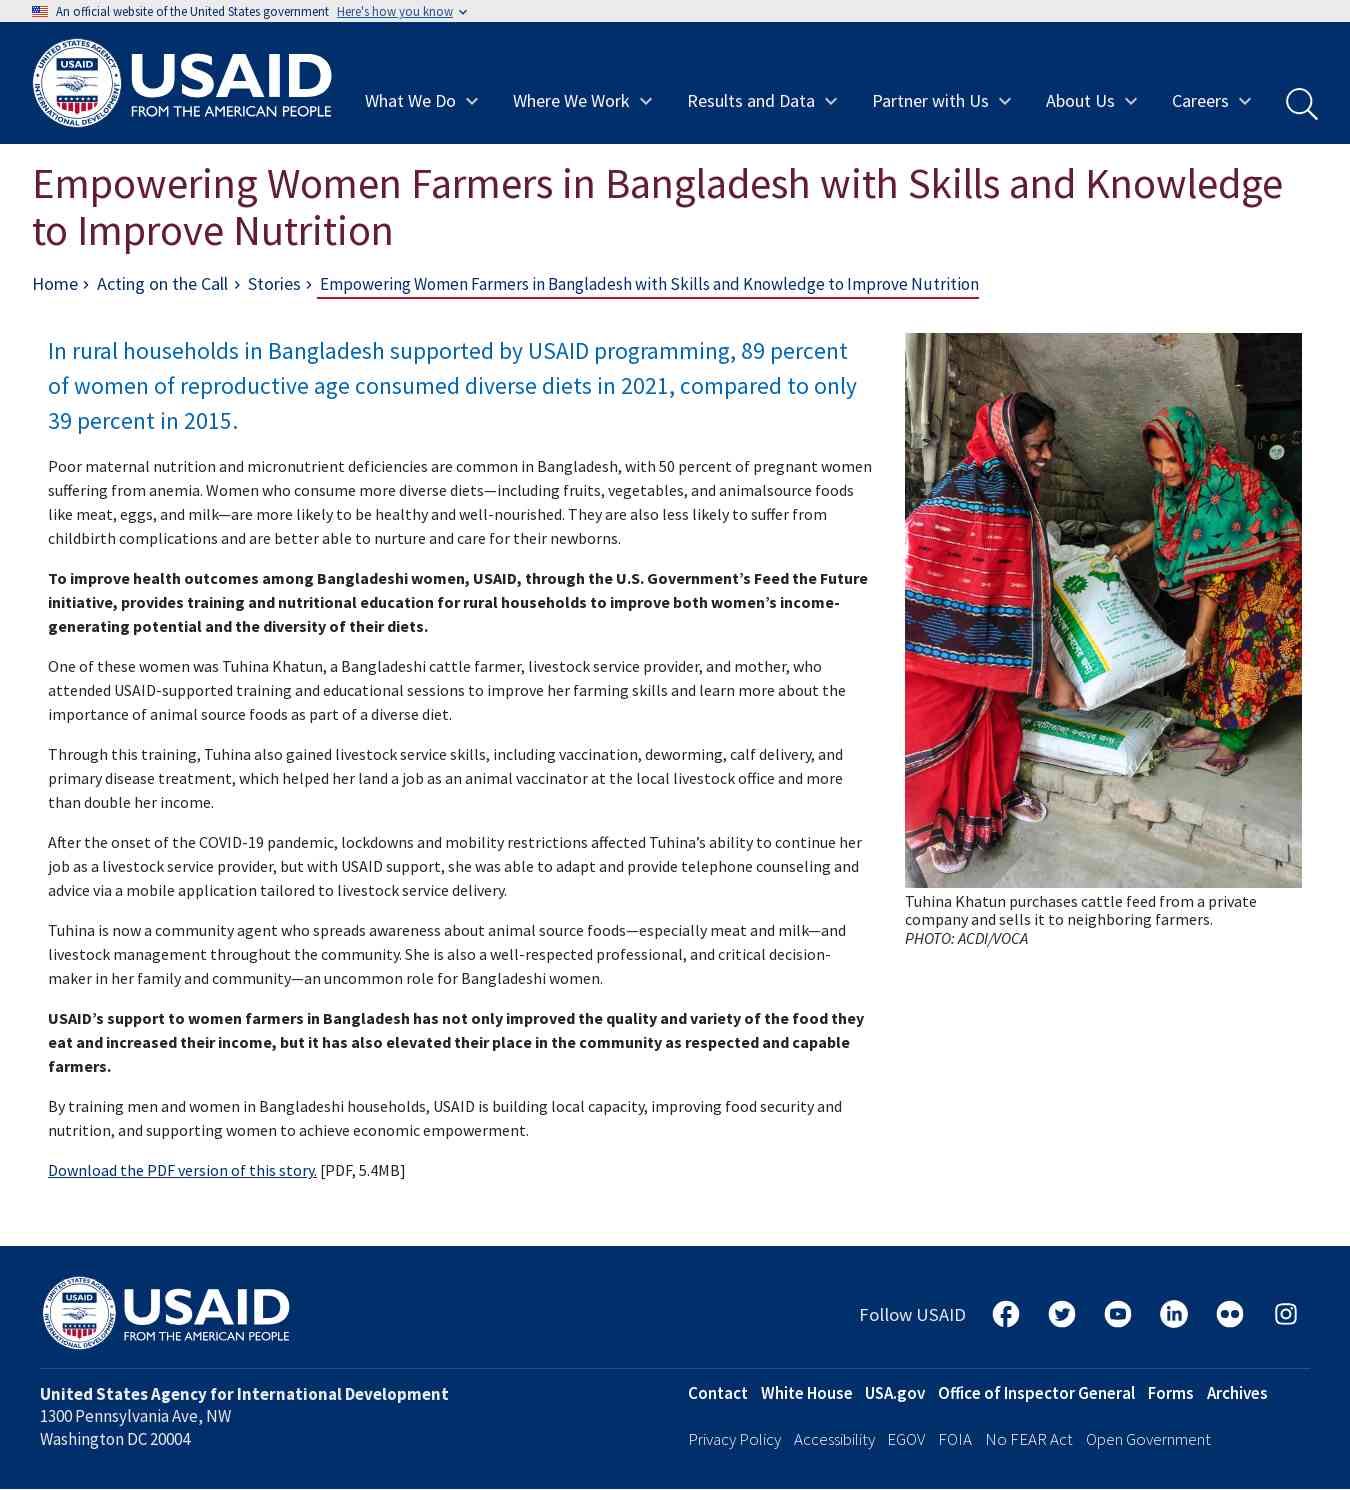 An official website of the United States government Here's how you know
USAID
FROM THE AMERICAN PEOPLE
What We Do
Where We Work
Results and Data
Partner with Us
About Us
Careers
Empowering Women Farmers in Bangladesh with Skills and Knowledge
to Improve Nutrition
Home › Acting on the Call › Stories › Empowering Women Farmers in Bangladesh with Skills and Knowledge to Improve Nutrition
In rural households in Bangladesh supported by USAID programming, 89 percent
of women of reproductive age consumed diverse diets in 2021, compared to only
39 percent in 2015.
Poor maternal nutrition and micronutrient deficiencies are common in Bangladesh, with 50 percent of pregnant women
suffering from anemia. Women who consume more diverse diets—including fruits, vegetables, and animalsource foods
like meat, eggs, and milk—are more likely to be healthy and well-nourished. They are also less likely to suffer from
childbirth complications and are better able to nurture and care for their newborns.
To improve health outcomes among Bangladeshi women, USAID, through the U.S. Government’s Feed the Future
initiative, provides training and nutritional education for rural households to improve both women’s income-
generating potential and the diversity of their diets.
One of these women was Tuhina Khatun, a Bangladeshi cattle farmer, livestock service provider, and mother, who
attended USAID-supported training and educational sessions to improve her farming skills and learn more about the
importance of animal source foods as part of a diverse diet.
Through this training, Tuhina also gained livestock service skills, including vaccination, deworming, calf delivery, and
primary disease treatment, which helped her land a job as an animal vaccinator at the local livestock office and more
than double her income.
After the onset of the COVID-19 pandemic, lockdowns and mobility restrictions affected Tuhina’s ability to continue her
job as a livestock service provider, but with USAID support, she was able to adapt and provide telephone counseling and
advice via a mobile application tailored to livestock service delivery.
Tuhina is now a community agent who spreads awareness about animal source foods—especially meat and milk—and
livestock management throughout the community. She is also a well-respected professional, and critical decision-
maker in her family and community—an uncommon role for Bangladeshi women.
USAID’s support to women farmers in Bangladesh has not only improved the quality and variety of the food they
eat and increased their income, but it has also elevated their place in the community as respected and capable
farmers.
By training men and women in Bangladeshi households, USAID is building local capacity, improving food security and
nutrition, and supporting women to achieve economic empowerment.
Download the PDF version of this story. [PDF, 5.4MB]
Tuhina Khatun purchases cattle feed from a private
company and sells it to neighboring farmers.
PHOTO: ACDI/VOCA
USAID
FROM THE AMERICAN PEOPLE
Follow USAID
United States Agency for International Development
1300 Pennsylvania Ave, NW
Washington DC 20004
Contact White House USA.gov Office of Inspector General Forms Archives
Privacy Policy Accessibility EGOV FOIA No FEAR Act Open Government